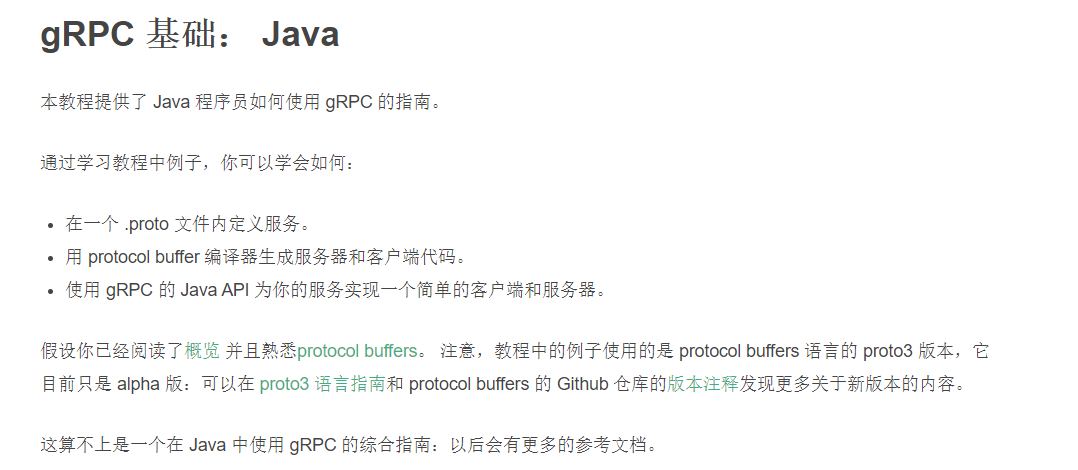 gRPC 基础： Java
本教程提供了 Java 程序员如何使用 gRPC 的指南。
通过学习教程中例子，你可以学会如何：
在一个 .proto 文件内定义服务。
用 protocol buffer 编译器生成服务器和客户端代码。
使用 gRPC 的 Java API 为你的服务实现一个简单的客户端和服务器。
假设你已经阅读了概览 并且熟悉protocol buffers。 注意，教程中的例子使用的是 protocol buffers 语言的 proto3 版本，它
目前只是 alpha 版：可以在 proto3 语言指南和 protocol buffers 的 Github 仓库的版本注释发现更多关于新版本的内容。
这算不上是一个在 Java 中使用 gRPC 的综合指南：以后会有更多的参考文档。